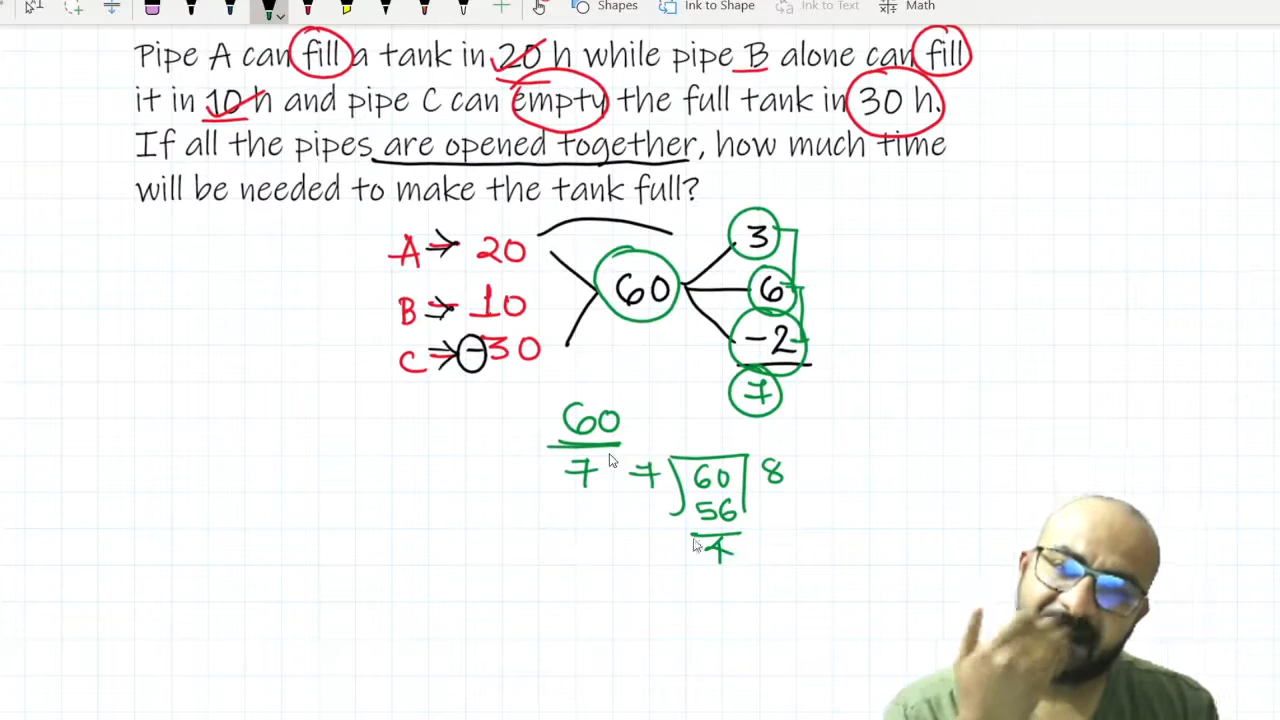 Shapes Ink to Shape Ink to Text Math
Pipe A can fill a tank in 20 h while pipe B alone can fill
it in 10 h and pipe C can empty the full tank in 30 h.
If all the pipes are opened together, how much time
will be needed to make the tank full?
A → 20
B → 10
C → -30
60
3
6
-2
7
60
7
7 60 8
56
4